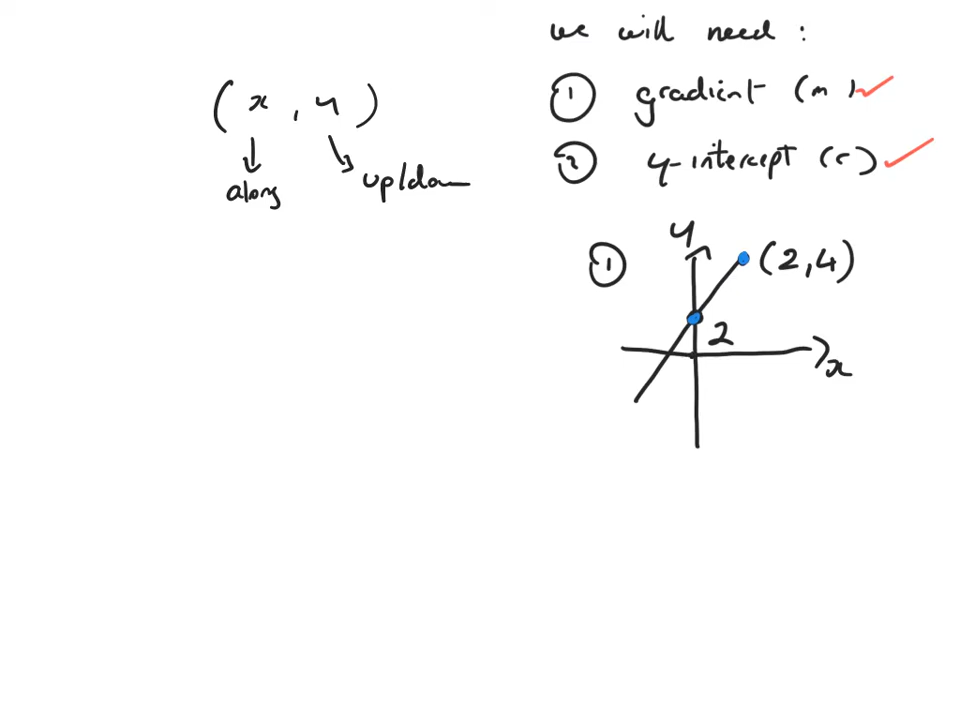 we will need :
① gradient (m) ✓
② y-intercept (c) ✓
(x, y)
along
up/down
①
y
(2,4)
2
x